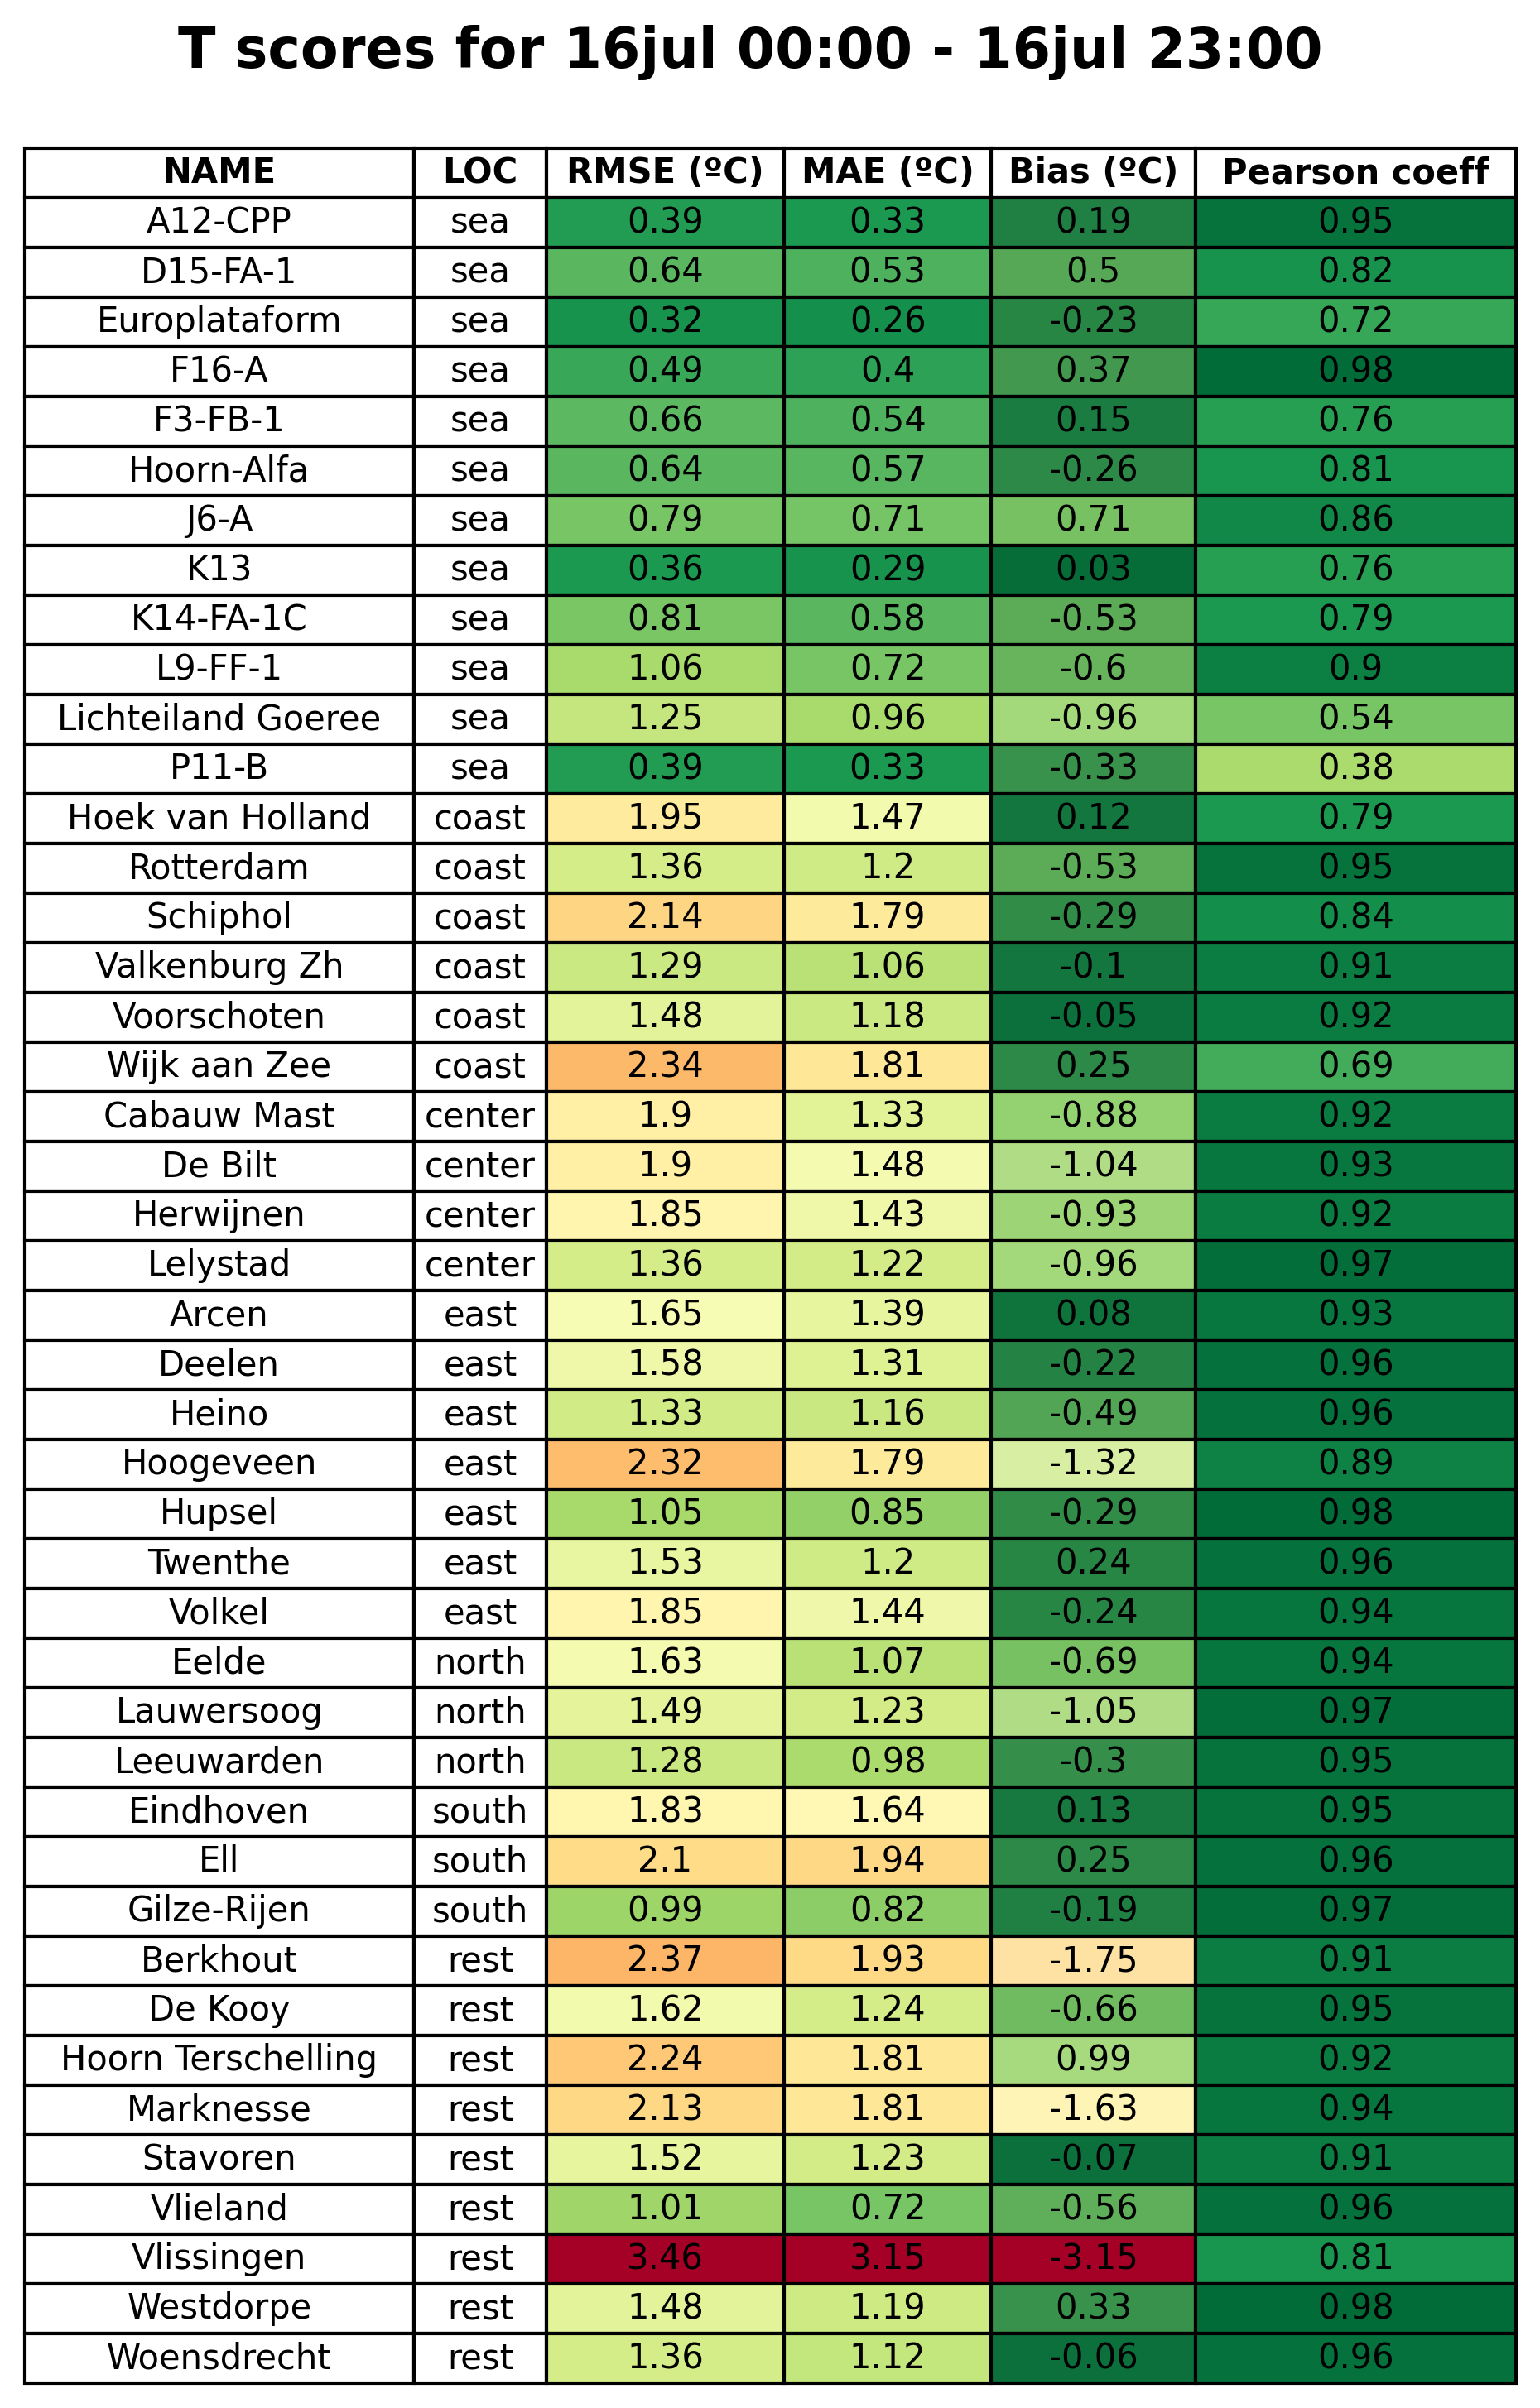 T scores for 16jul 00:00 - 16jul 23:00
NAME LOC RMSE (ºC) MAE (ºC) Bias (ºC) Pearson coeff
A12-CPP sea 0.39 0.33 0.19 0.95
D15-FA-1 sea 0.64 0.53 0.5 0.82
Europlataform sea 0.32 0.26 -0.23 0.72
F16-A sea 0.49 0.4 0.37 0.98
F3-FB-1 sea 0.66 0.54 0.15 0.76
Hoorn-Alfa sea 0.64 0.57 -0.26 0.81
J6-A sea 0.79 0.71 0.71 0.86
K13 sea 0.36 0.29 0.03 0.76
K14-FA-1C sea 0.81 0.58 -0.53 0.79
L9-FF-1 sea 1.06 0.72 -0.6 0.9
Lichteiland Goeree sea 1.25 0.96 -0.96 0.54
P11-B sea 0.39 0.33 -0.33 0.38
Hoek van Holland coast 1.95 1.47 0.12 0.79
Rotterdam coast 1.36 1.2 -0.53 0.95
Schiphol coast 2.14 1.79 -0.29 0.84
Valkenburg Zh coast 1.29 1.06 -0.1 0.91
Voorschoten coast 1.48 1.18 -0.05 0.92
Wijk aan Zee coast 2.34 1.81 0.25 0.69
Cabauw Mast center 1.9 1.33 -0.88 0.92
De Bilt center 1.9 1.48 -1.04 0.93
Herwijnen center 1.85 1.43 -0.93 0.92
Lelystad center 1.36 1.22 -0.96 0.97
Arcen east 1.65 1.39 0.08 0.93
Deelen east 1.58 1.31 -0.22 0.96
Heino east 1.33 1.16 -0.49 0.96
Hoogeveen east 2.32 1.79 -1.32 0.89
Hupsel east 1.05 0.85 -0.29 0.98
Twenthe east 1.53 1.2 0.24 0.96
Volkel east 1.85 1.44 -0.24 0.94
Eelde north 1.63 1.07 -0.69 0.94
Lauwersoog north 1.49 1.23 -1.05 0.97
Leeuwarden north 1.28 0.98 -0.3 0.95
Eindhoven south 1.83 1.64 0.13 0.95
Ell south 2.1 1.94 0.25 0.96
Gilze-Rijen south 0.99 0.82 -0.19 0.97
Berkhout rest 2.37 1.93 -1.75 0.91
De Kooy rest 1.62 1.24 -0.66 0.95
Hoorn Terschelling rest 2.24 1.81 0.99 0.92
Marknesse rest 2.13 1.81 -1.63 0.94
Stavoren rest 1.52 1.23 -0.07 0.91
Vlieland rest 1.01 0.72 -0.56 0.96
Vlissingen rest 3.46 3.15 -3.15 0.81
Westdorpe rest 1.48 1.19 0.33 0.98
Woensdrecht rest 1.36 1.12 -0.06 0.96